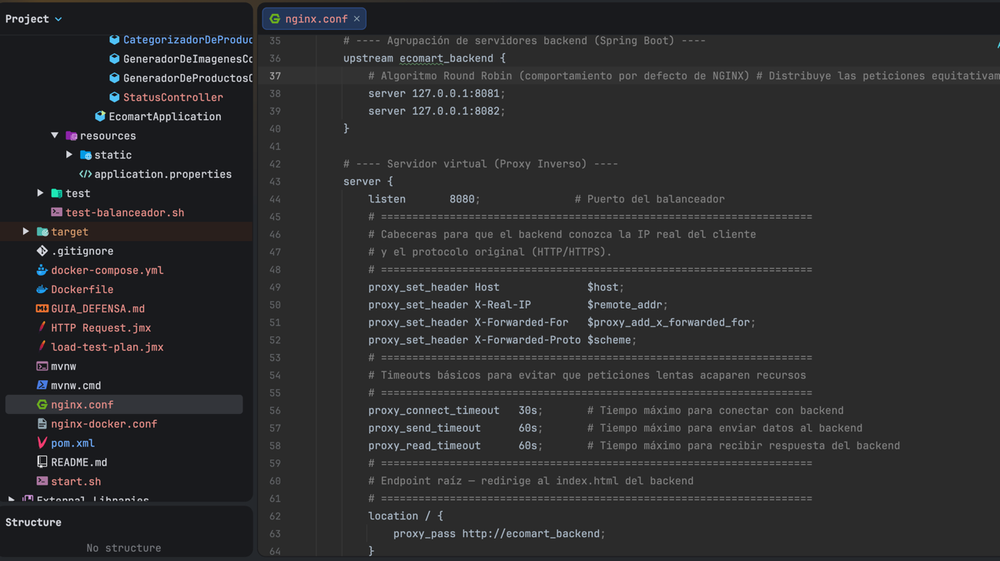 Project
CategorizadorDeProduc
GeneradorDeImagenesCo
GeneradorDeProductosC
StatusController
EcomartApplication
resources
static
application.properties
test
test-balanceador.sh
target
.gitignore
docker-compose.yml
Dockerfile
GUIA_DEFENSA.md
HTTP Request.jmx
load-test-plan.jmx
mvnw
mvnw.cmd
nginx.conf
nginx-docker.conf
pom.xml
README.md
start.sh
External Libraries
Structure
No structure
nginx.conf
35 # ---- Agrupación de servidores backend (Spring Boot) ----
36 upstream ecomart_backend {
37 # Algoritmo Round Robin (comportamiento por defecto de NGINX) # Distribuye las peticiones equitativam
38 server 127.0.0.1:8081;
39 server 127.0.0.1:8082;
40 }
41
42 # ---- Servidor virtual (Proxy Inverso) ----
43 server {
44 listen 8080; # Puerto del balanceador
45 # =====================================================================
46 # Cabeceras para que el backend conozca la IP real del cliente
47 # y el protocolo original (HTTP/HTTPS).
48 # =====================================================================
49 proxy_set_header Host $host;
50 proxy_set_header X-Real-IP $remote_addr;
51 proxy_set_header X-Forwarded-For $proxy_add_x_forwarded_for;
52 proxy_set_header X-Forwarded-Proto $scheme;
53 # =====================================================================
54 # Timeouts básicos para evitar que peticiones lentas acaparen recursos
55 # =====================================================================
56 proxy_connect_timeout 30s; # Tiempo máximo para conectar con backend
57 proxy_send_timeout 60s; # Tiempo máximo para enviar datos al backend
58 proxy_read_timeout 60s; # Tiempo máximo para recibir respuesta del backend
59 # =====================================================================
60 # Endpoint raíz — redirige al index.html del backend
61 # =====================================================================
62 location / {
63 proxy_pass http://ecomart_backend;
64 }